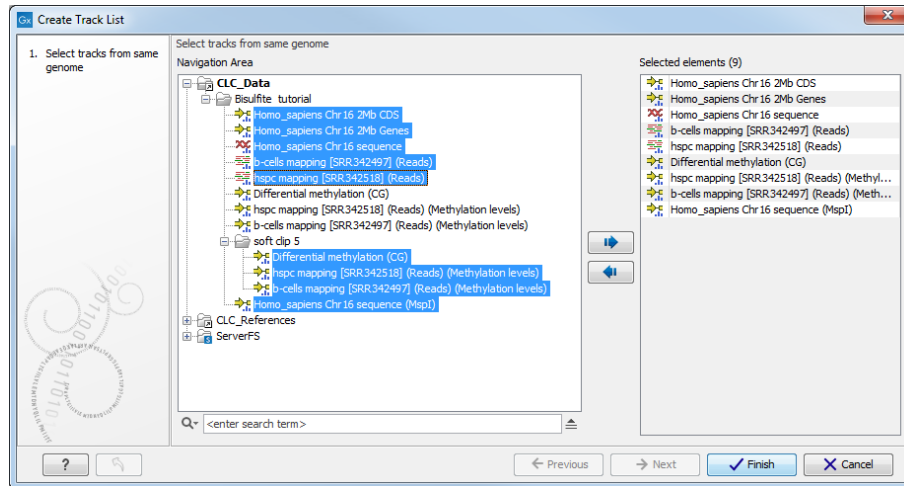 Gx Create Track List
1. Select tracks from same
genome
Select tracks from same genome
Navigation Area
CLC_Data
Bisulfite tutorial
Homo_sapiens Chr16 2Mb CDS
Homo_sapiens Chr16 2Mb Genes
Homo_sapiens Chr16 sequence
b-cells mapping [SRR342497] (Reads)
hspc mapping [SRR342518] (Reads)
Differential methylation (CG)
hspc mapping [SRR342518] (Reads) (Methylation levels)
b-cells mapping [SRR342497] (Reads) (Methylation levels)
soft clip 5
Differential methylation (CG)
hspc mapping [SRR342518] (Reads) (Methylation levels)
b-cells mapping [SRR342497] (Reads) (Methylation levels)
Homo_sapiens Chr16 sequence (MspI)
CLC_References
ServerFS
<enter search term>
Selected elements (9)
Homo_sapiens Chr16 2Mb CDS
Homo_sapiens Chr16 2Mb Genes
Homo_sapiens Chr16 sequence
b-cells mapping [SRR342497] (Reads)
hspc mapping [SRR342518] (Reads)
Differential methylation (CG)
hspc mapping [SRR342518] (Reads) (Methyl...
b-cells mapping [SRR342497] (Reads) (Meth...
Homo_sapiens Chr16 sequence (MspI)
? Previous Next Finish Cancel